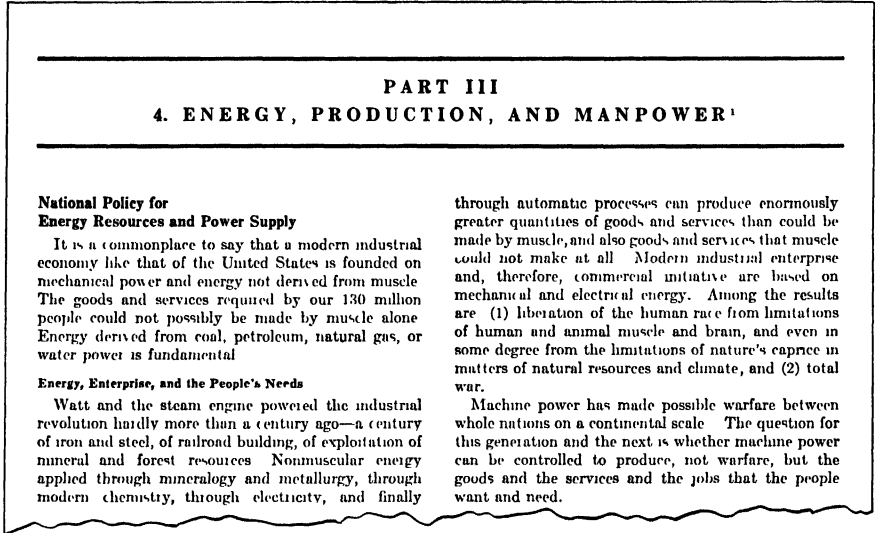 PART III
4. ENERGY, PRODUCTION, AND MANPOWER¹
National Policy for
Energy Resources and Power Supply
It is a commonplace to say that a modern industrial
economy like that of the United States is founded on
mechanical power and energy not derived from muscle
The goods and services required by our 130 million
people could not possibly be made by muscle alone
Energy derived from coal, petroleum, natural gas, or
water power is fundamental
Energy, Enterprise, and the People's Needs
Watt and the steam engine powered the industrial
revolution hardly more than a century ago—a century
of iron and steel, of railroad building, of exploitation of
mineral and forest resources Nonmuscular energy
applied through mineralogy and metallurgy, through
modern chemistry, through electricity, and finally
through automatic processes can produce enormously
greater quantities of goods and services than could be
made by muscle, and also goods and services that muscle
could not make at all Modern industrial enterprise
and, therefore, commercial initiative are based on
mechanical and electrical energy. Among the results
are (1) liberation of the human race from limitations
of human and animal muscle and brain, and even in
some degree from the limitations of nature's caprice in
matters of natural resources and climate, and (2) total
war.
Machine power has made possible warfare between
whole nations on a continental scale The question for
this generation and the next is whether machine power
can be controlled to produce, not warfare, but the
goods and the services and the jobs that the people
want and need.